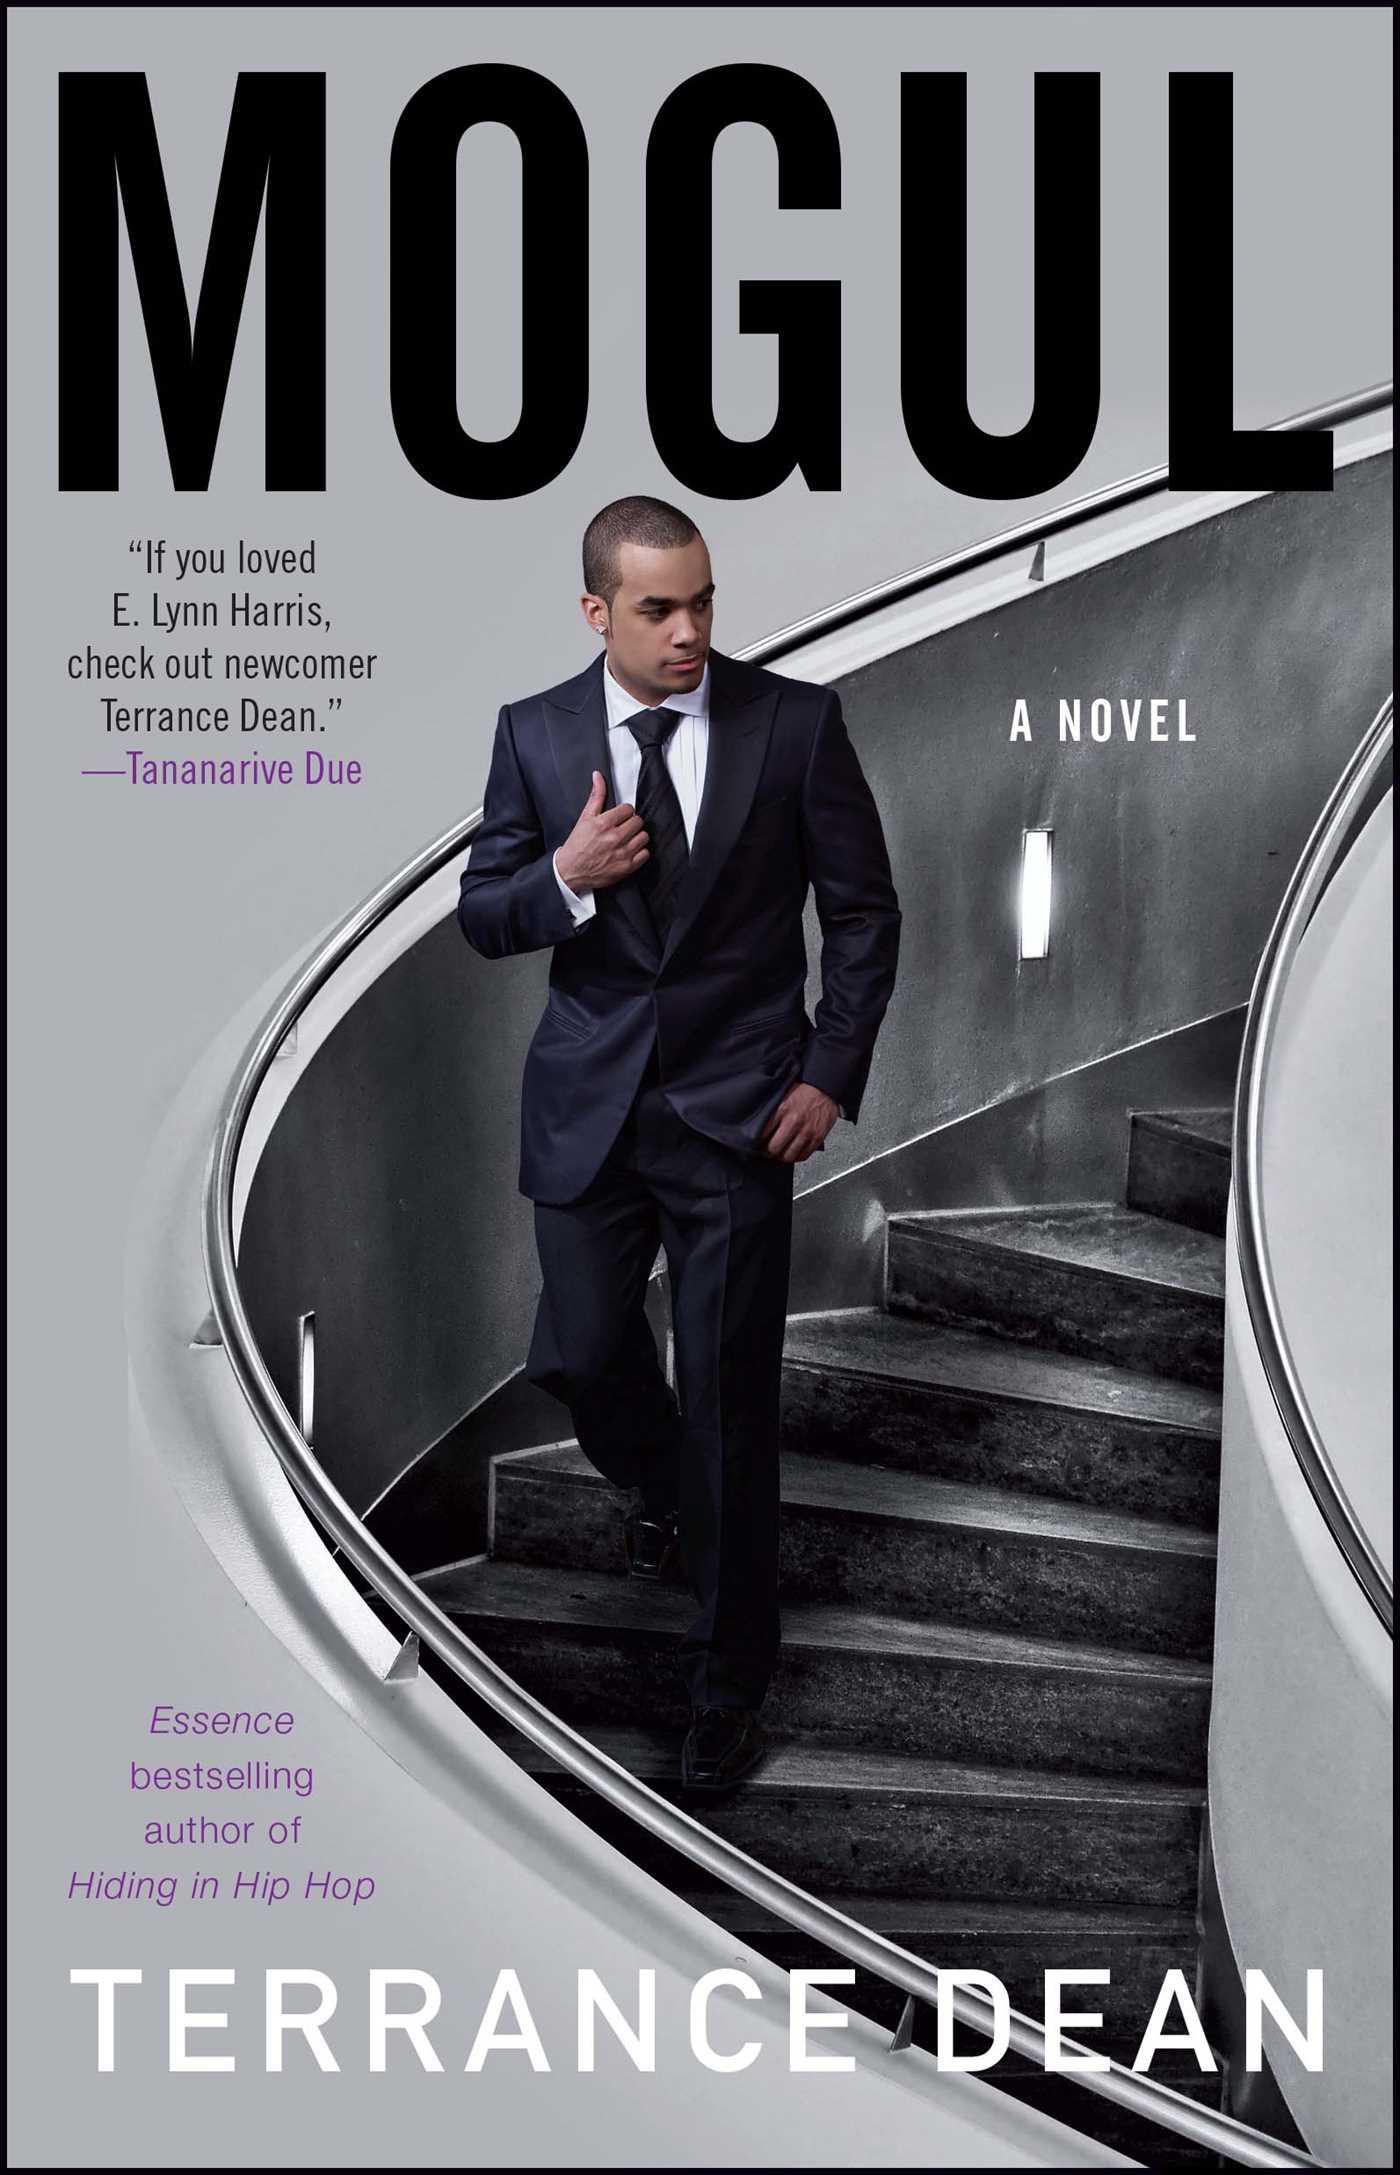 MOGUL
“If you loved
E. Lynn Harris,
check out newcomer
Terrance Dean.”
—Tananarive Due
A NOVEL
Essence
bestselling
author of
Hiding in Hip Hop
TERRANCE DEAN